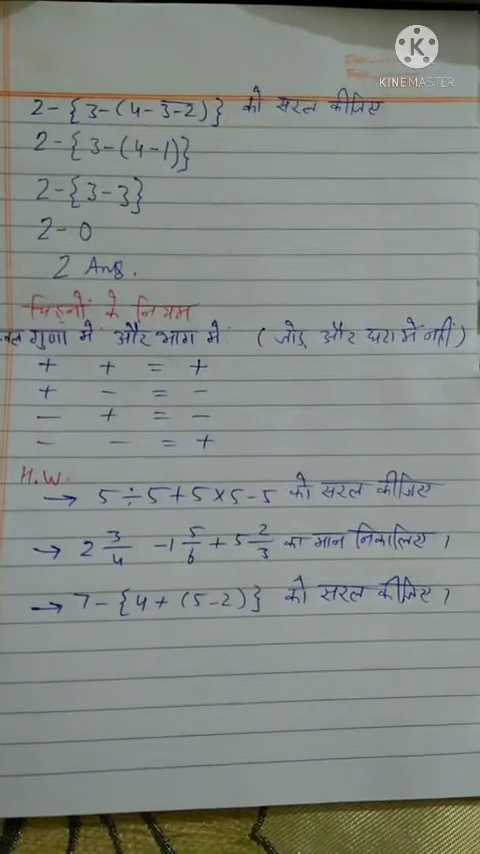 KINEMASTER
2-{3-(4-3̅-̅2̅)} को सरल कीजिए
2-{3-(4-1)}
2-{3-3}
2-0
2 Ans.
चिह्नों के नियम
गुणा में और भाग में (जोड़ और घटा में नहीं)
+ + = +
+ - = -
- + = -
- - = +
H.W.
→ 5÷5+5×5-5 को सरल कीजिए
→ 2 3/4 -1 5/6 + 5 2/3 का मान निकालिए।
→ 7-{4+(5-2)} को सरल कीजिए।